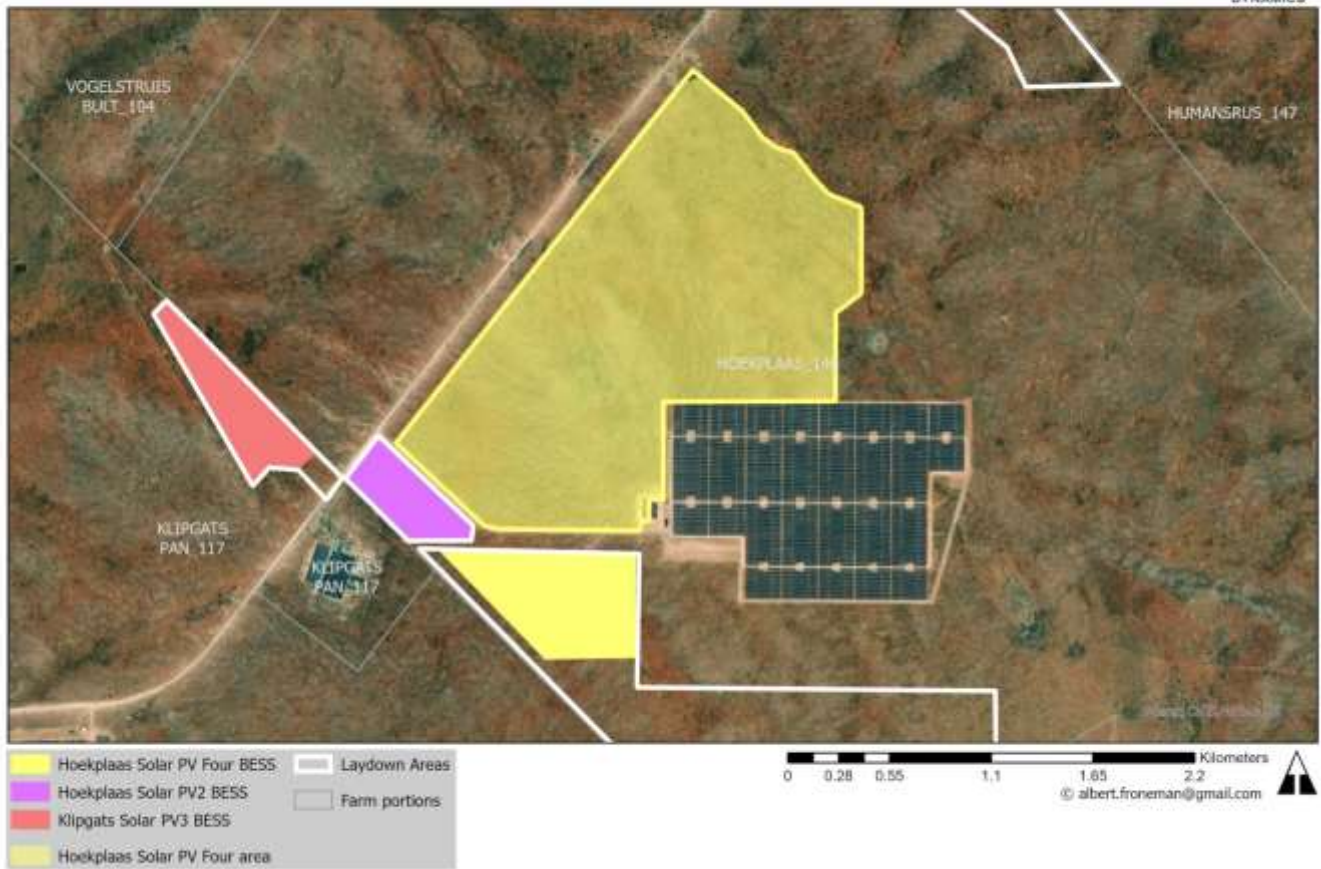 VOGELSTRUIS
BULT_104
HUMANSRUS_147
KLIPGATS
PAN_117
KLIPGATS
PAN_117
Hoekplaas Solar PV Four BESS
Hoekplaas Solar PV2 BESS
Klipgats Solar PV3 BESS
Hoekplaas Solar PV Four area
Laydown Areas
Farm portions
Kilometers
0 0.28 0.55 1.1 1.65 2.2
© albert.froneman@gmail.com